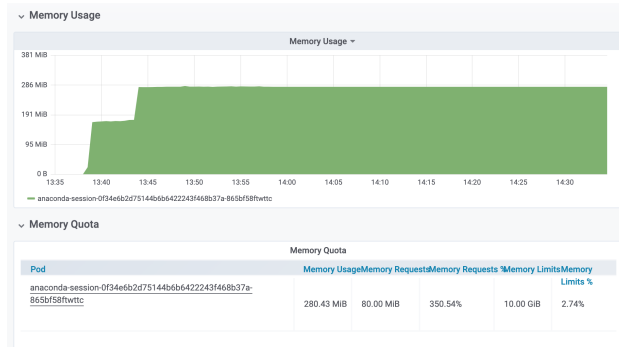 Memory Usage
Memory Usage
381 MiB
286 MiB
191 MiB
95 MiB
0 B
13:35 13:40 13:45 13:50 13:55 14:00 14:05 14:10 14:15 14:20 14:25 14:30
anaconda-session-0f34e6b2d75144b6b6422243f468b37a-865bf58ftwttc
Memory Quota
Memory Quota
Pod Memory Usage Memory Requests Memory Requests % Memory Limits Memory
Limits %
anaconda-session-0f34e6b2d75144b6b6422243f468b37a-
865bf58ftwttc
280.43 MiB 80.00 MiB 350.54% 10.00 GiB 2.74%